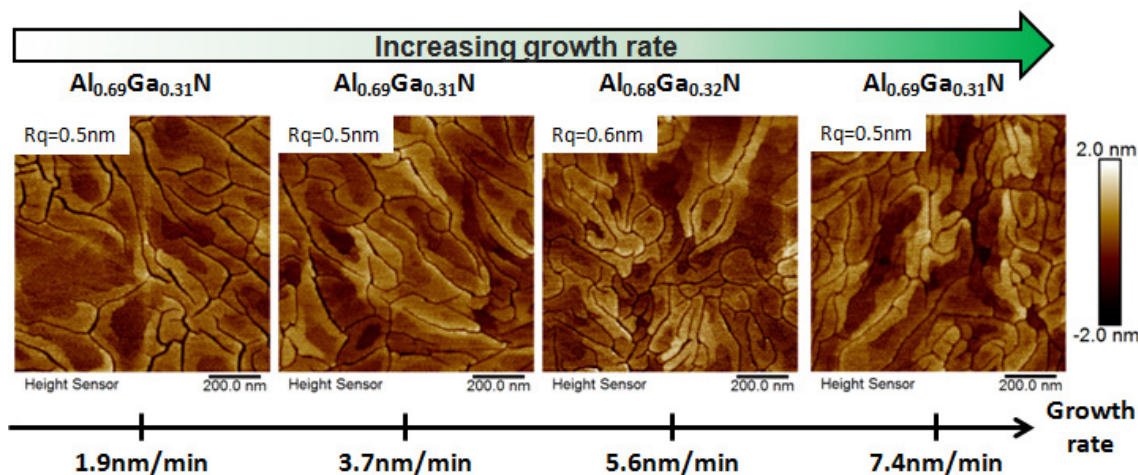 Increasing growth rate
Al0.69Ga0.31N Al0.69Ga0.31N Al0.68Ga0.32N Al0.69Ga0.31N
Rq=0.5nm Rq=0.5nm Rq=0.6nm Rq=0.5nm
2.0 nm
-2.0 nm
Height Sensor 200.0 nm Height Sensor 200.0 nm Height Sensor 200.0 nm Height Sensor 200.0 nm
Growth
rate
1.9nm/min 3.7nm/min 5.6nm/min 7.4nm/min